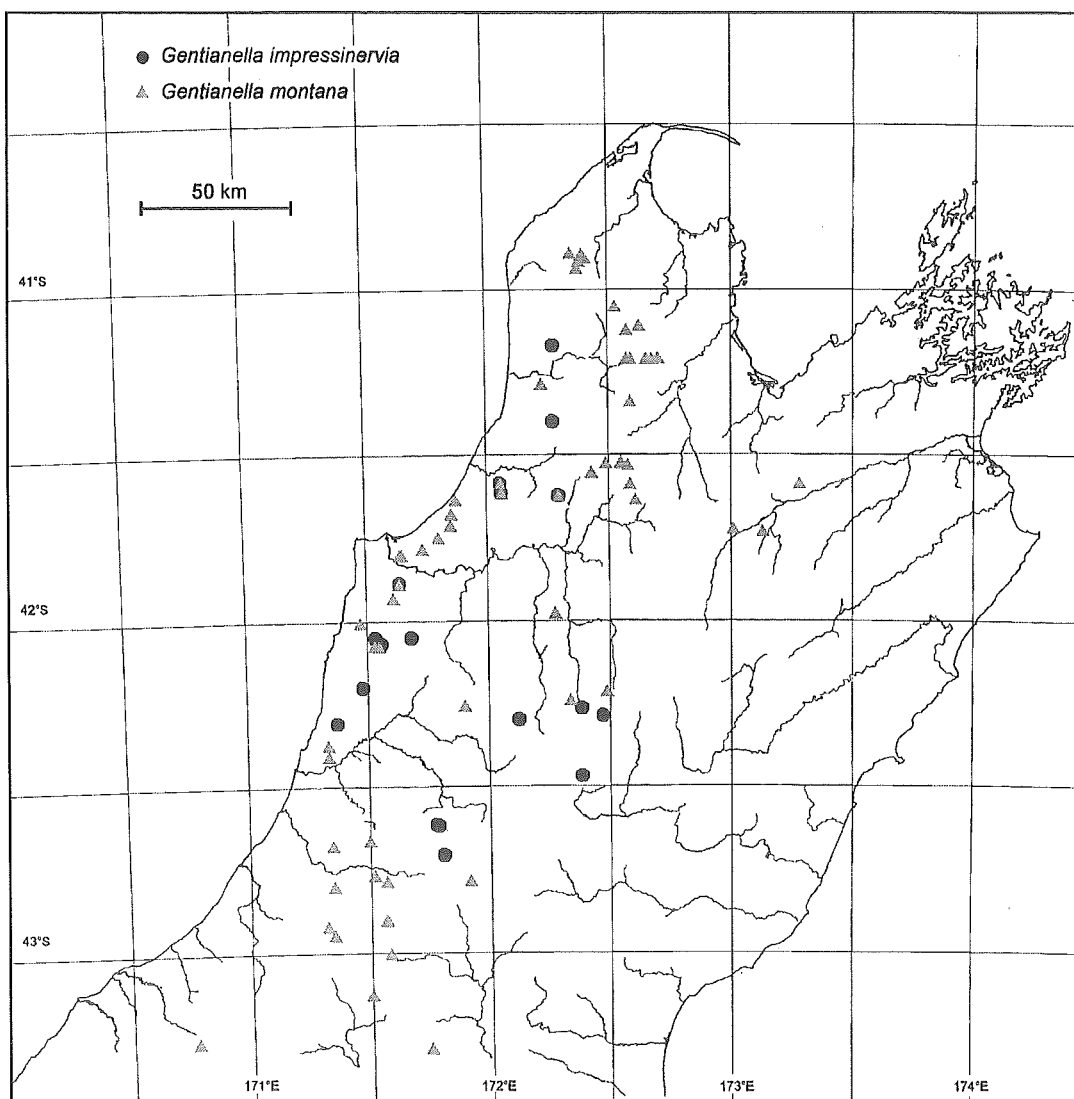 Gentianella impressinervia
Gentianella montana
50 km
41°S
42°S
43°S
171°E
172°E
173°E
174°E